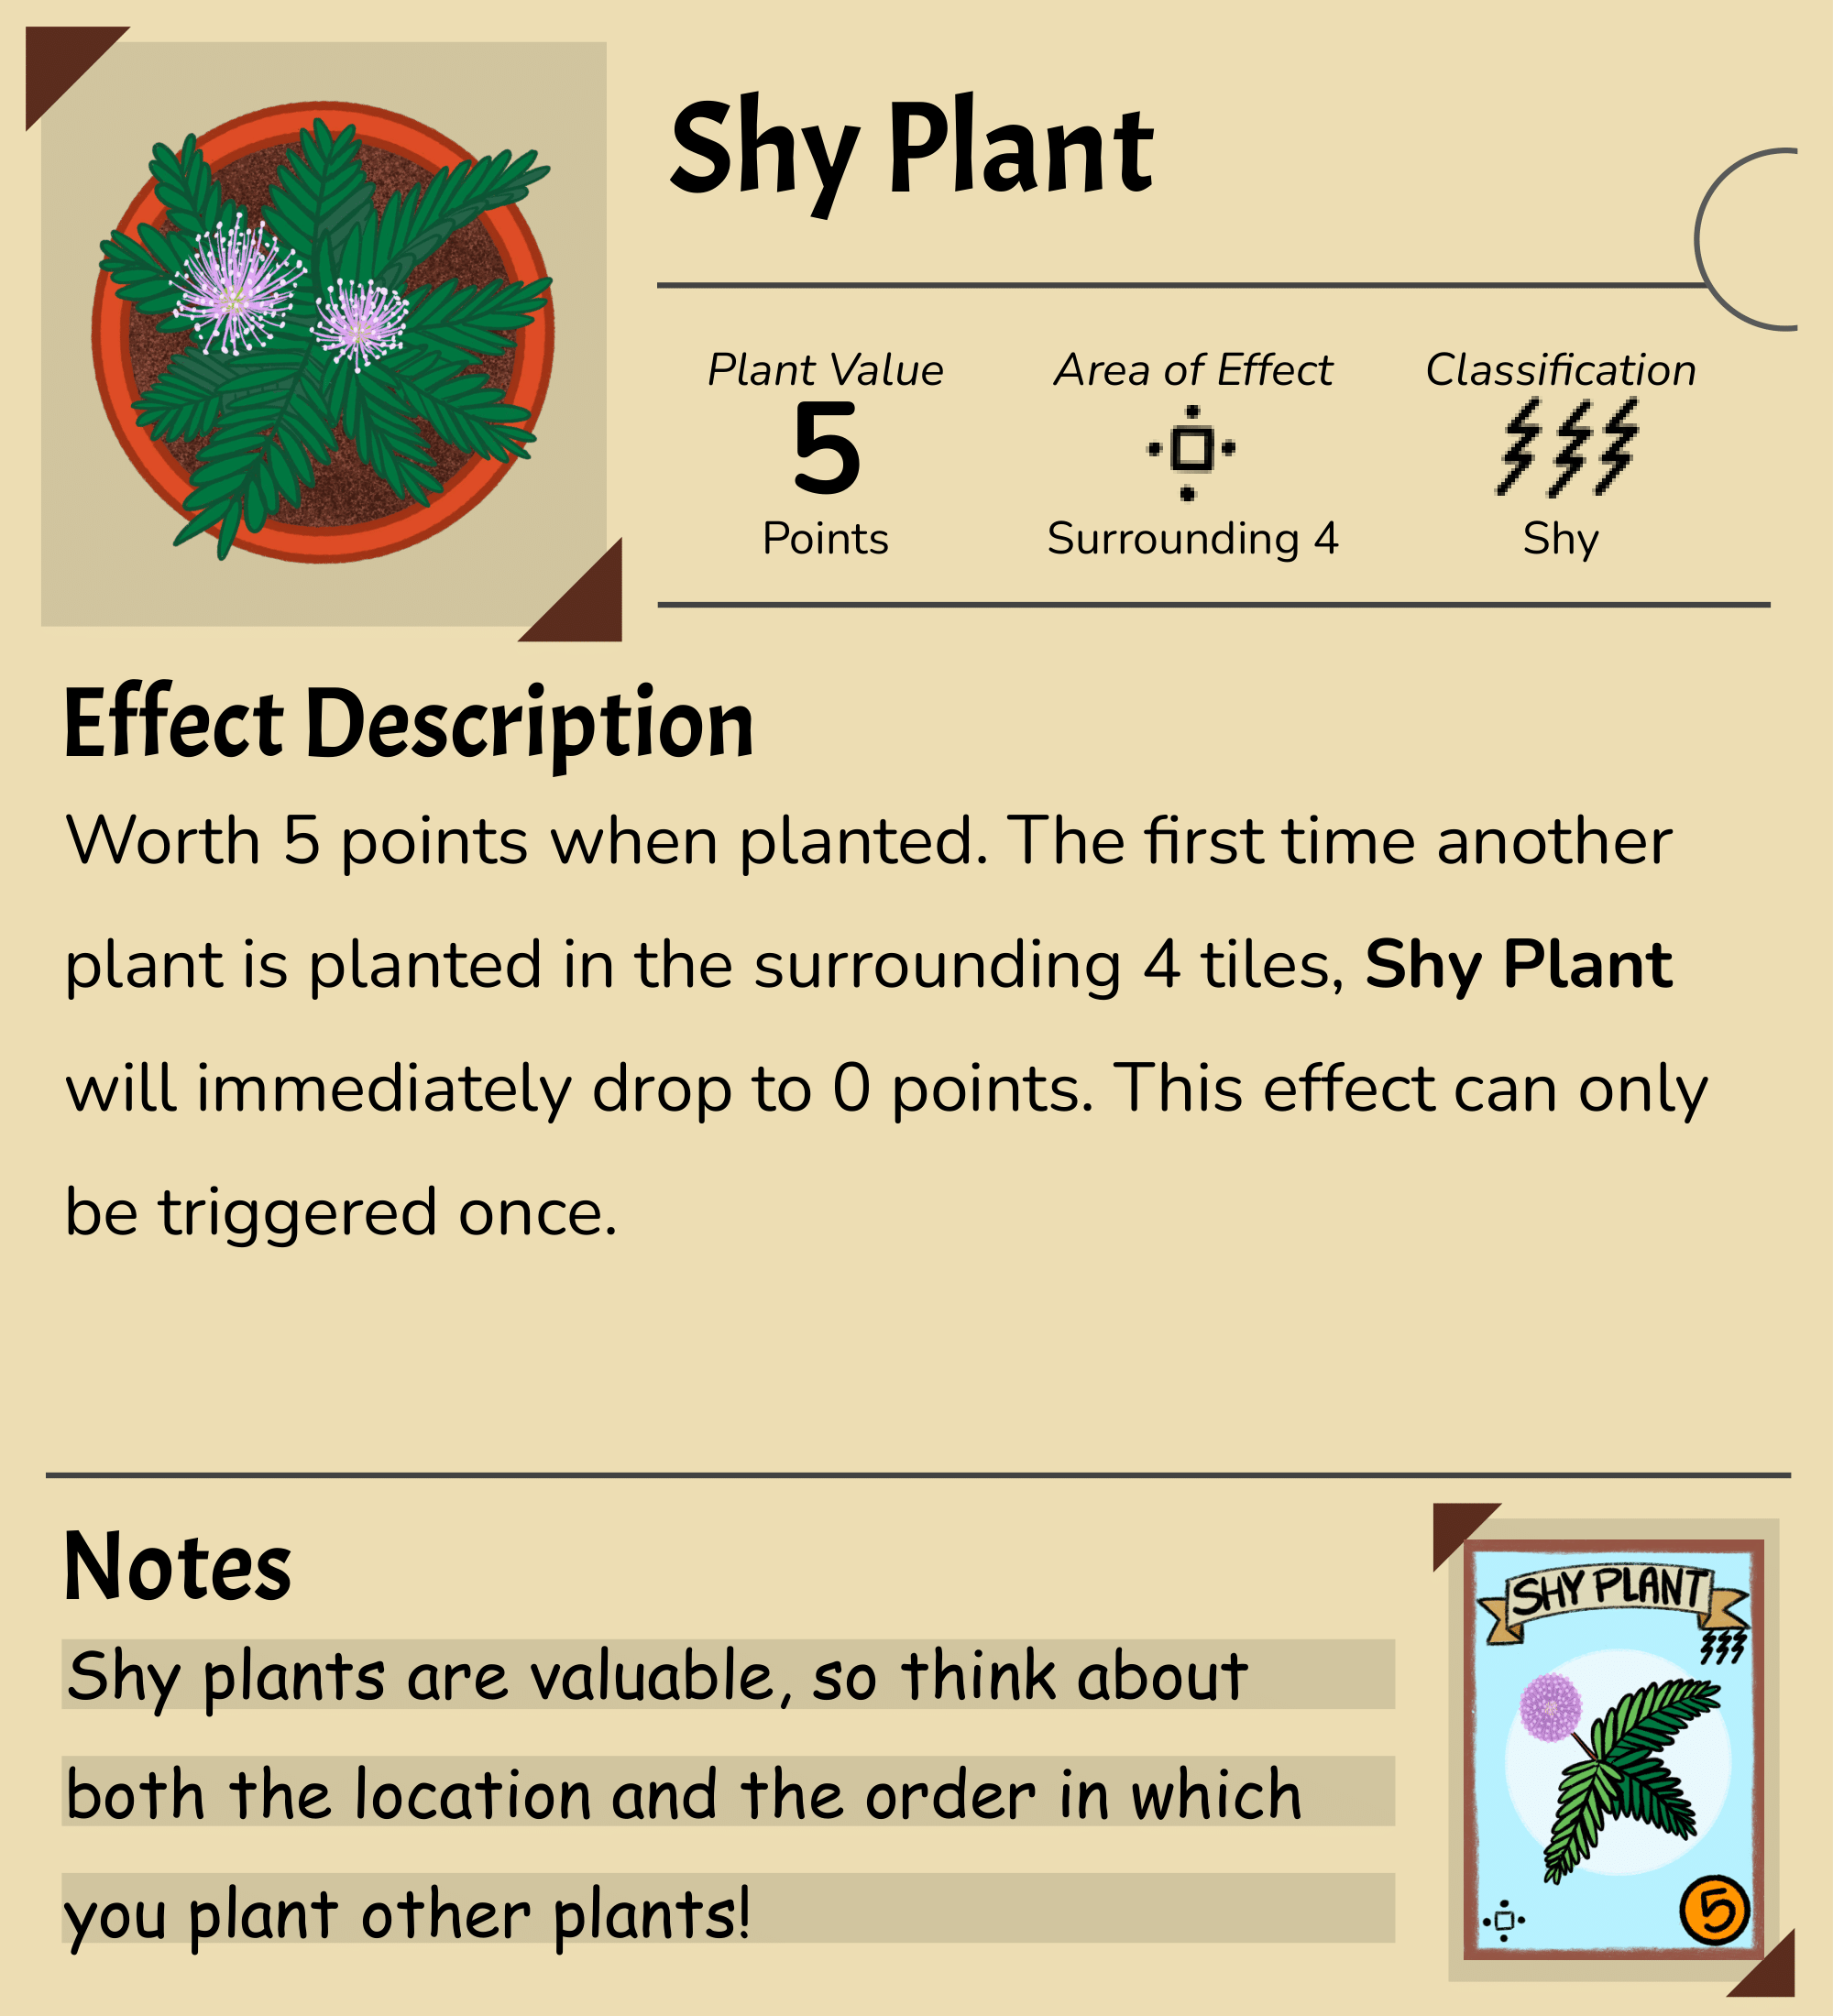 Shy Plant
Plant Value
Area of Effect
Classification
5
Points
Surrounding 4
Shy
Effect Description
Worth 5 points when planted. The first time another
plant is planted in the surrounding 4 tiles, Shy Plant
will immediately drop to 0 points. This effect can only
be triggered once.
Notes
Shy plants are valuable, so think about
both the location and the order in which
you plant other plants!
SHY PLANT
5